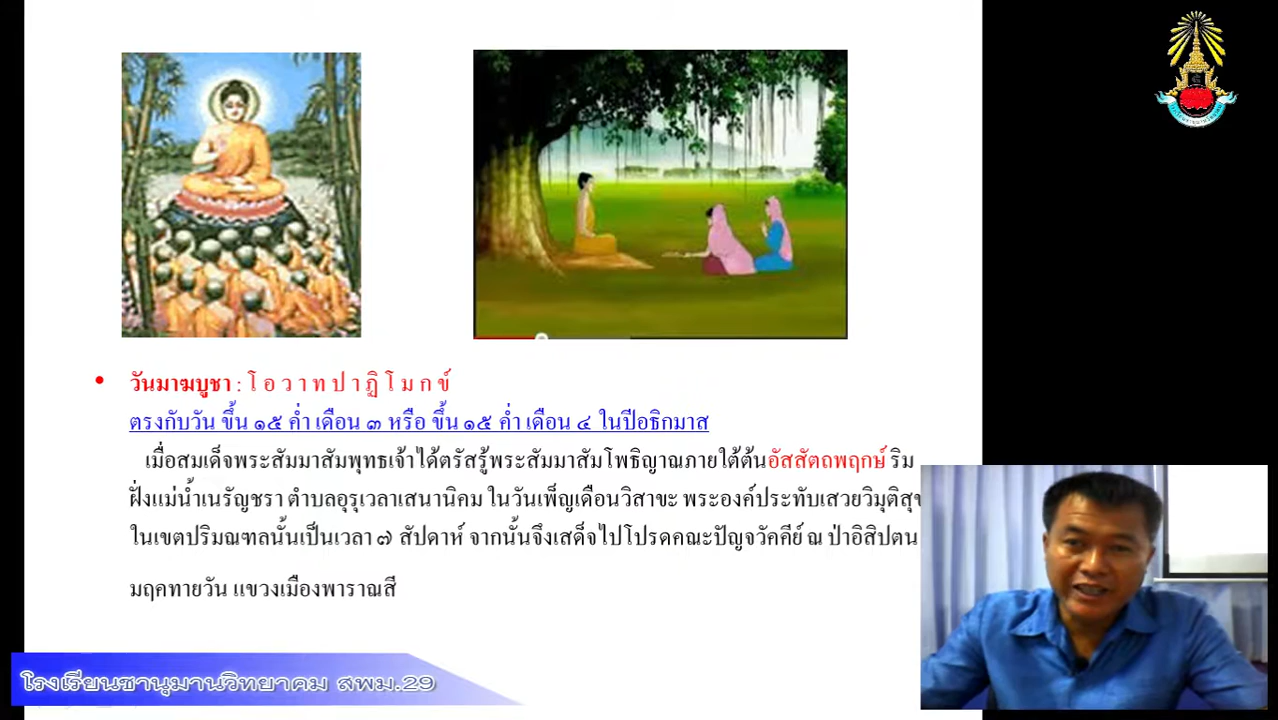 • วันมาฆบูชา : โ อ ว า ท ป า ฏิ โ ม ก ข์
ตรงกับวัน ขึ้น ๑๕ ค่ำ เดือน ๓ หรือ ขึ้น ๑๕ ค่ำ เดือน ๔ ในปีอธิกมาส
เมื่อสมเด็จพระสัมมาสัมพุทธเจ้าได้ตรัสรู้พระสัมมาสัมโพธิญาณภายใต้ต้นอัสสัตถพฤกษ์ ริม
ฝั่งแม่น้ำเนรัญชรา ตำบลอุรุเวลาเสนานิคม ในวันเพ็ญเดือนวิสาขะ พระองค์ประทับเสวยวิมุติสุข
ในเขตปริมณฑลนั้นเป็นเวลา ๗ สัปดาห์ จากนั้นจึงเสด็จไปโปรดคณะปัญจวัคคีย์ ณ ป่าอิสิปตน
มฤคทายวัน แขวงเมืองพาราณสี
โรงเรียนชานุมานวิทยาคม สพม.29